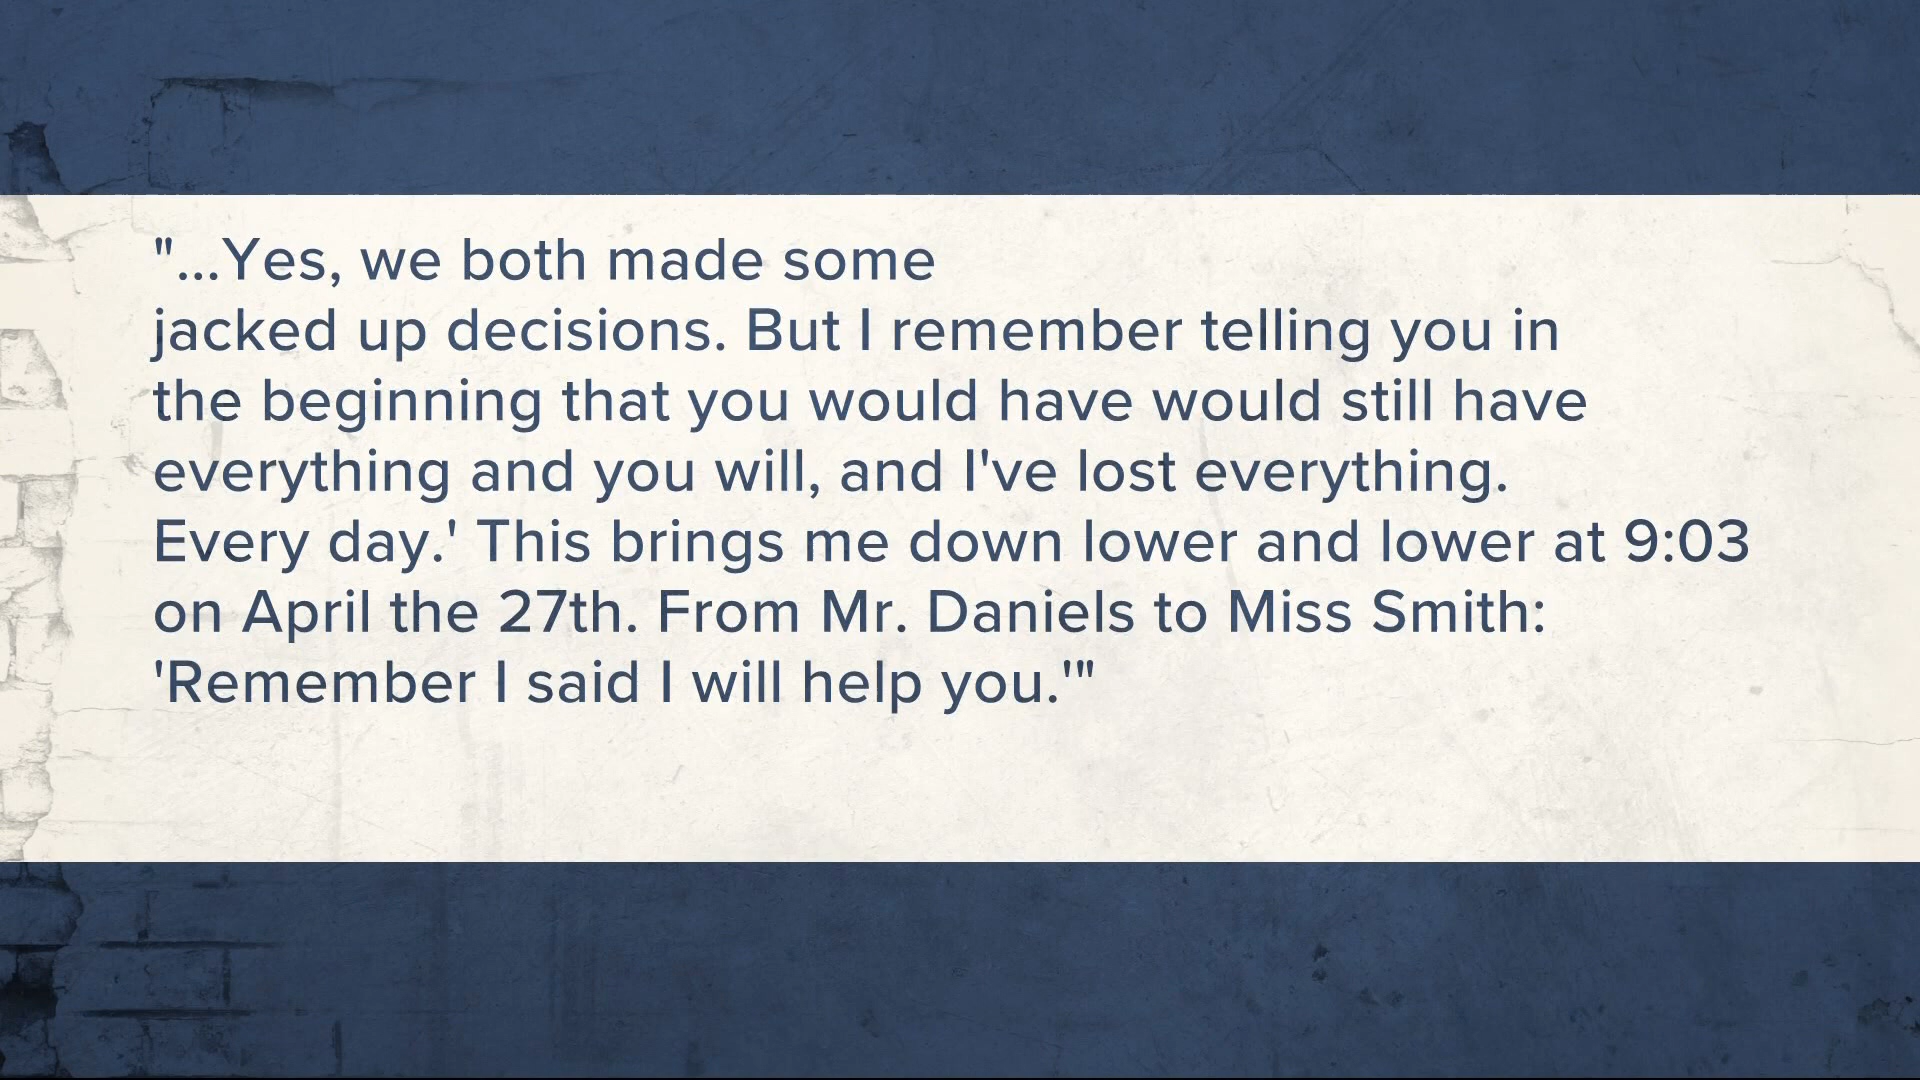 "...Yes, we both made some
jacked up decisions. But I remember telling you in
the beginning that you would have would still have
everything and you will, and I've lost everything.
Every day.' This brings me down lower and lower at 9:03
on April the 27th. From Mr. Daniels to Miss Smith:
'Remember I said I will help you.'"